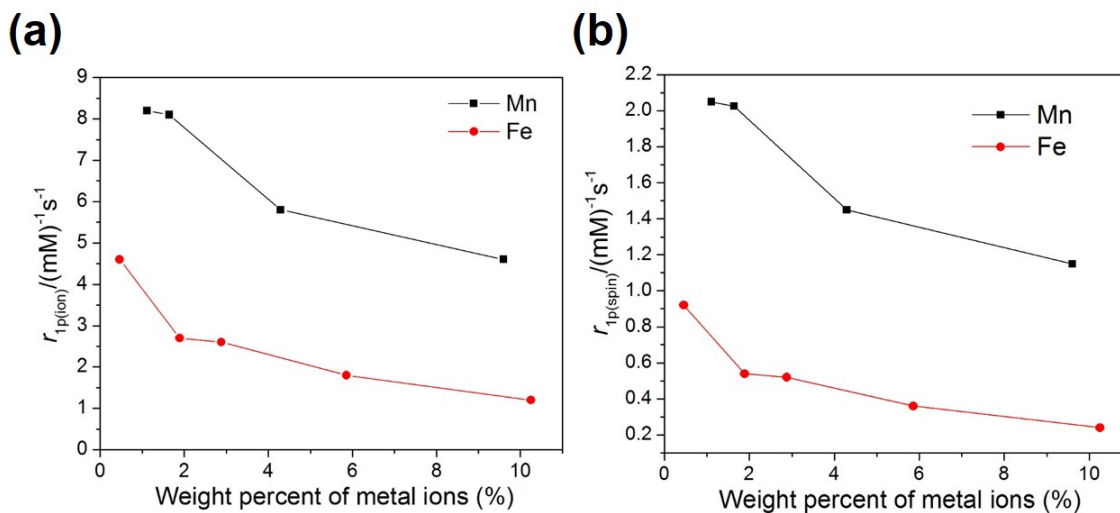 (a)
r1p(ion)/(mM)-1s-1
9
8
7
6
5
4
3
2
1
0
Mn
Fe
0 2 4 6 8 10
Weight percent of metal ions (%)
(b)
r1p(spin)/(mM)-1s-1
2.2
2.0
1.8
1.6
1.4
1.2
1.0
0.8
0.6
0.4
0.2
Mn
Fe
0 2 4 6 8 10
Weight percent of metal ions (%)